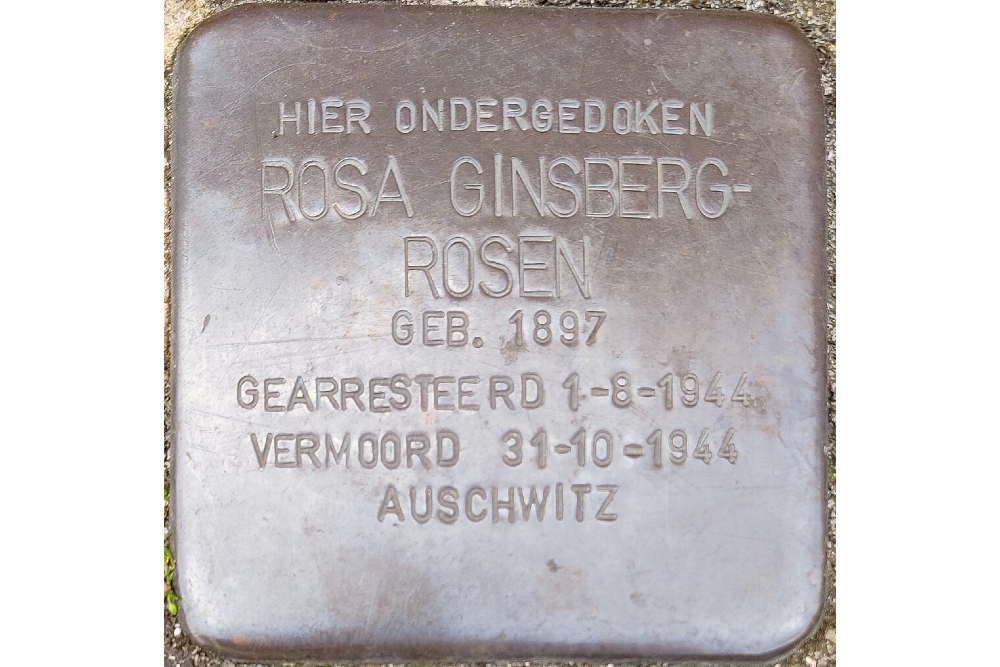 HIER ONDERGEDOKEN
ROSA GINSBERG-
ROSEN
GEB. 1897
GEARRESTEERD 1-8-1944
VERMOORD 31-10-1944
AUSCHWITZ